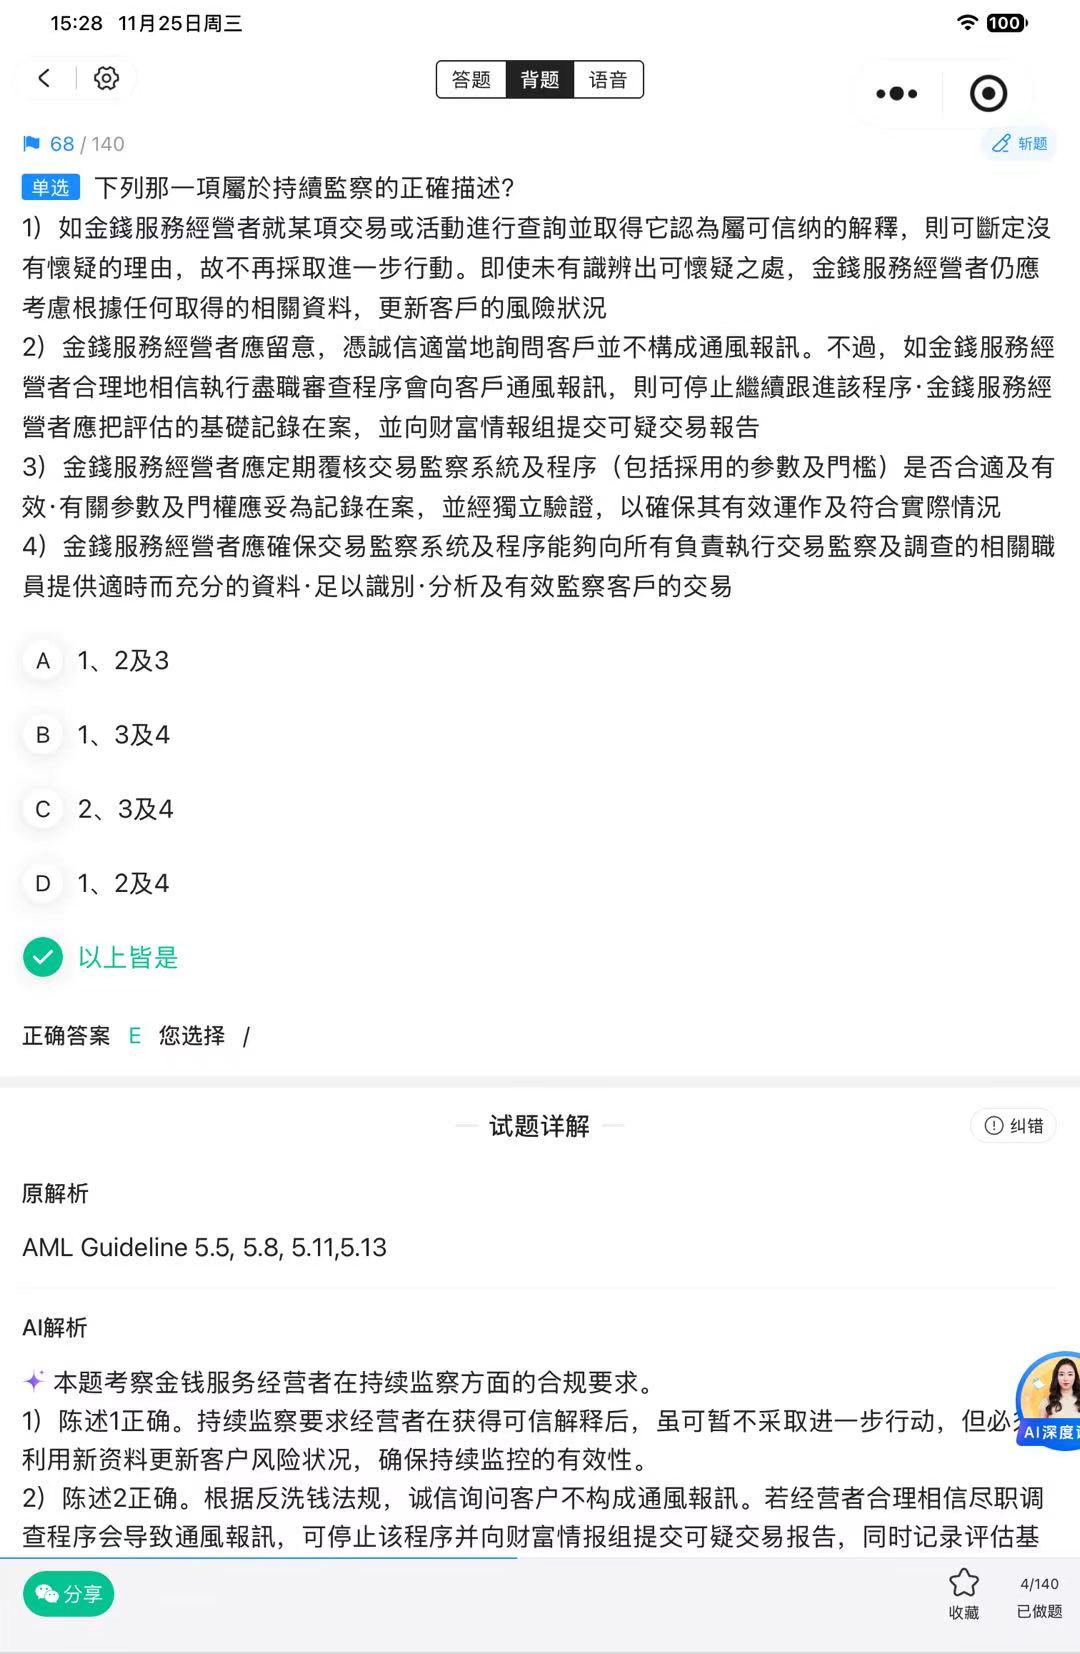 15:28 11月25日周三
100
答题 背题 语音
68 / 140
斩题
单选 下列那一項屬於持續監察的正確描述?
1）如金錢服務經營者就某項交易或活動進行查詢並取得它認為屬可信纳的解釋，則可斷定沒
有懷疑的理由，故不再採取進一步行動。即使未有識辨出可懷疑之處，金錢服務經營者仍應
考慮根據任何取得的相關資料，更新客戶的風險狀況
2）金錢服務經營者應留意，憑誠信適當地詢問客戶並不構成通風報訊。不過，如金錢服務經
營者合理地相信執行盡職審查程序會向客戶通風報訊，則可停止繼續跟進該程序·金錢服務經
營者應把評估的基礎記錄在案，並向财富情報组提交可疑交易報告
3）金錢服務經營者應定期覆核交易監察系統及程序（包括採用的参數及門檻）是否合適及有
效·有關参數及門權應妥為記錄在案，並經獨立驗證，以確保其有效運作及符合實際情況
4）金錢服務經營者應確保交易監察系统及程序能夠向所有負責執行交易監察及調查的相關職
員提供適時而充分的資料·足以識別·分析及有效監察客戶的交易
A 1、2及3
B 1、3及4
C 2、3及4
D 1、2及4
以上皆是
正确答案 E 您选择 /
试题详解
纠错
原解析
AML Guideline 5.5, 5.8, 5.11,5.13
AI解析
本题考察金钱服务经营者在持续监察方面的合规要求。
1）陈述1正确。持续监察要求经营者在获得可信解释后，虽可暂不采取进一步行动，但必
利用新资料更新客户风险状况，确保持续监控的有效性。
2）陈述2正确。根据反洗钱法规，诚信询问客户不构成通風報訊。若经营者合理相信尽职调
查程序会导致通風報訊，可停止该程序并向财富情报组提交可疑交易报告，同时记录评估基
AI深度
分享
收藏
4/140
已做题